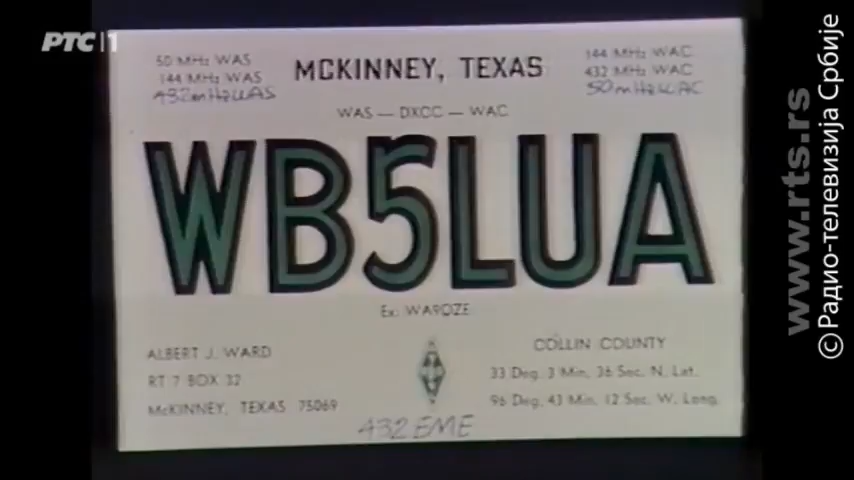 РТС 1
50 MHz WAS
144 MHz WAS
432 mHz WAS
McKINNEY, TEXAS
144 MHz WAC
432 MHz WAC
50 mHz WAC
WAS — DXCC — WAC
WB5LUA
Ex: WA9DZE
ALBERT J. WARD
RT 7 BOX 32
McKINNEY, TEXAS 75069
COLLIN COUNTY
33 Deg. 3 Min. 36 Sec. N. Lat.
96 Deg. 43 Min. 12 Sec. W. Long.
432 EME
www.rts.rs
© Радио-телевизија Србије